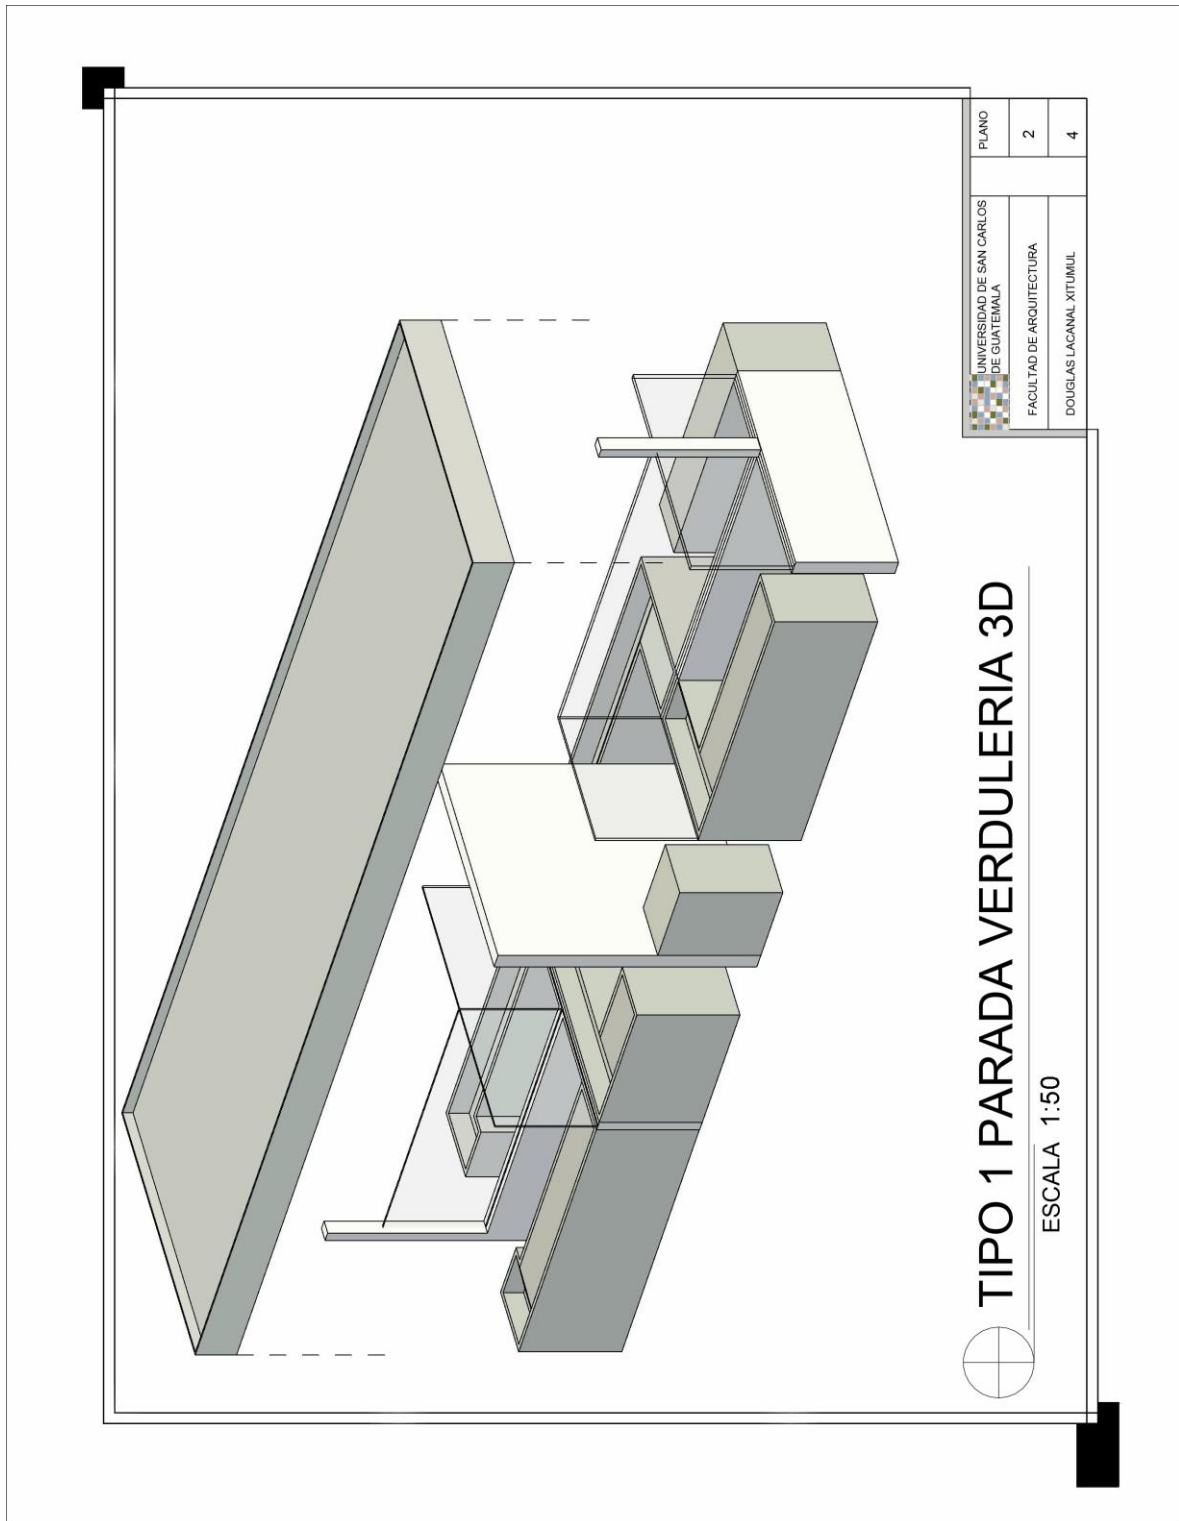 TIPO 1 PARADA VERDULERIA 3D
ESCALA 1:50
UNIVERSIDAD DE SAN CARLOS
DE GUATEMALA
FACULTAD DE ARQUITECTURA
DOUGLAS LACANAL XITUMUL
PLANO
2
4